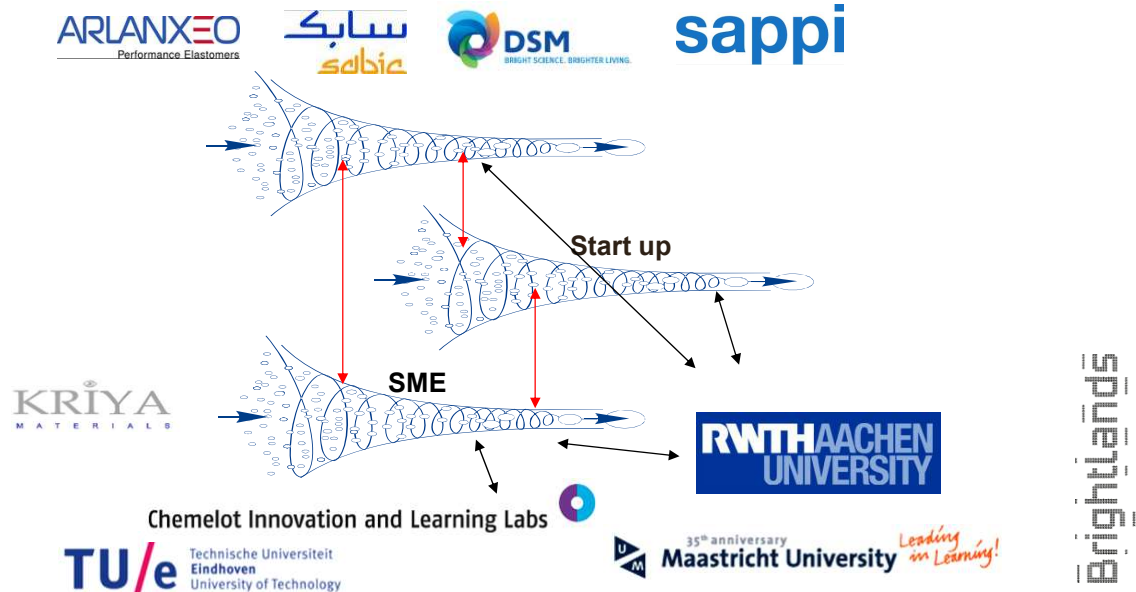 ARLANXEO
Performance Elastomers
سابك
sabic
DSM
BRIGHT SCIENCE. BRIGHTER LIVING.
sappi
Start up
SME
KRIYA
MATERIALS
RWTHAACHEN
UNIVERSITY
Brightlands
Chemelot Innovation and Learning Labs
TU/e
Technische Universiteit
Eindhoven
University of Technology
UM
35th anniversary
Maastricht University
Leading
in Learning!